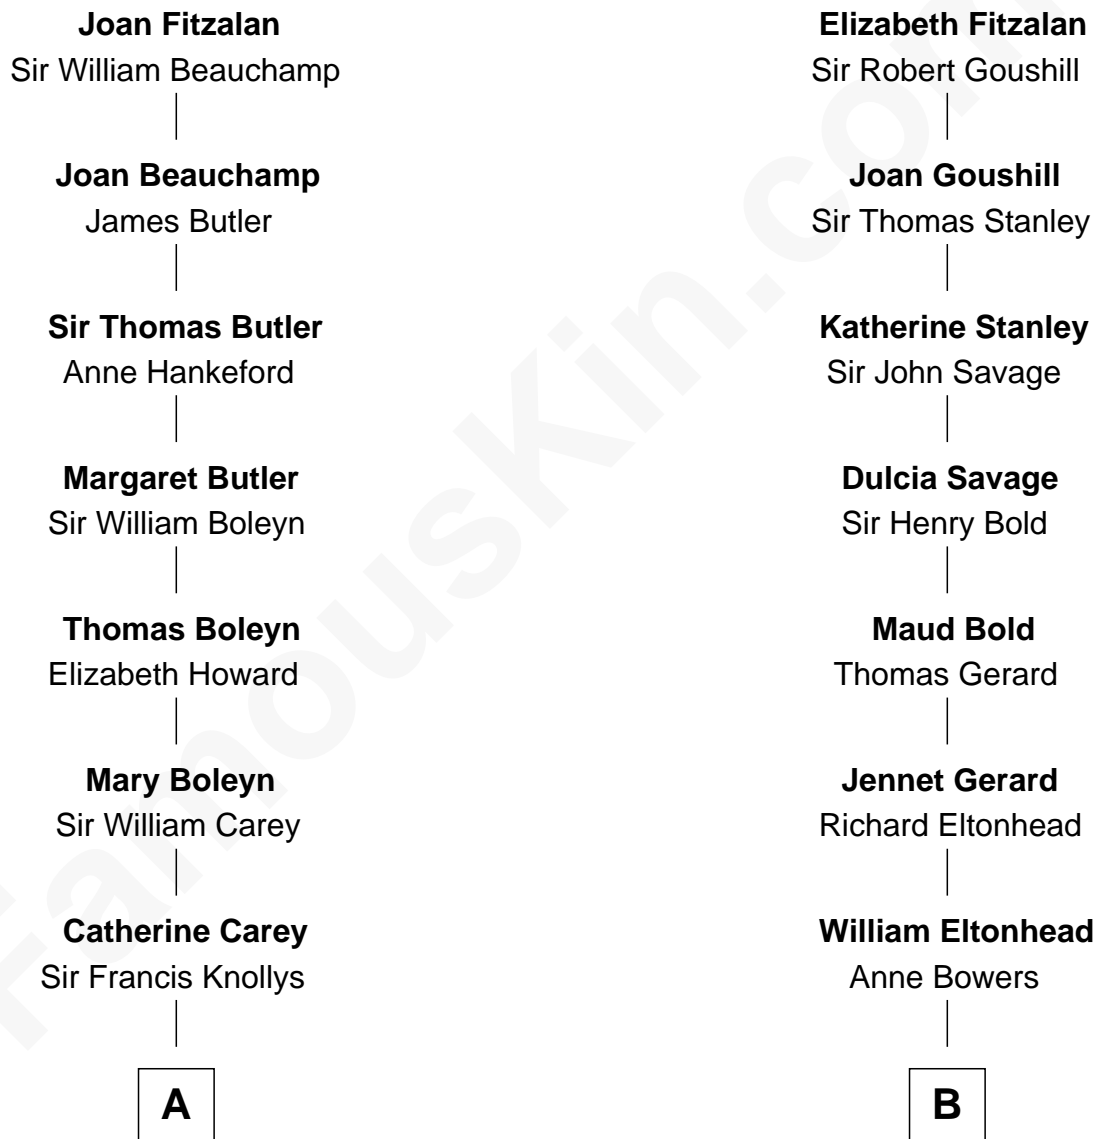 Joan Fitzalan
Sir William Beauchamp
Joan Beauchamp
James Butler
Sir Thomas Butler
Anne Hankeford
Margaret Butler
Sir William Boleyn
Thomas Boleyn
Elizabeth Howard
Mary Boleyn
Sir William Carey
Catherine Carey
Sir Francis Knollys
A
Elizabeth Fitzalan
Sir Robert Goushill
Joan Goushill
Sir Thomas Stanley
Katherine Stanley
Sir John Savage
Dulcia Savage
Sir Henry Bold
Maud Bold
Thomas Gerard
Jennet Gerard
Richard Eltonhead
William Eltonhead
Anne Bowers
B
FamousKin.com